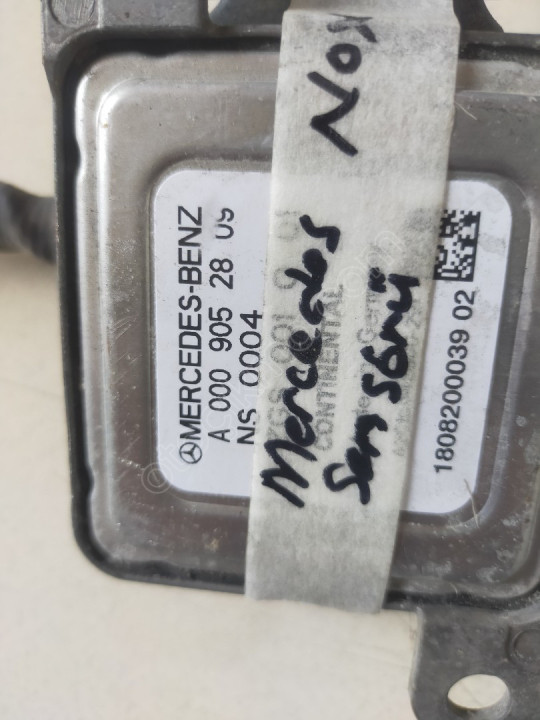 MERCEDES-BENZ
A 000 905 28 09
NS 0004
CONTINENTAL
1808200039 02
Mercedes NOX